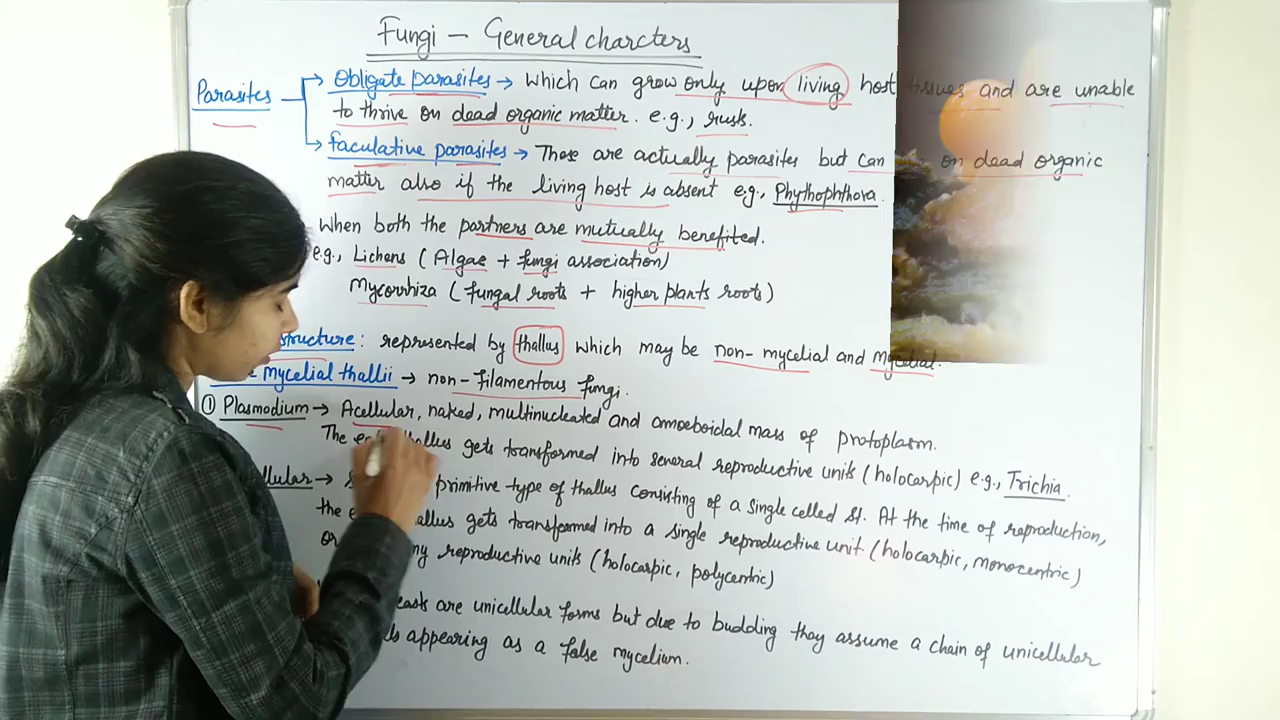 Fungi – General charcters
Parasites
Obligate parasites → which can grow only upon living host tissues and are unable
to thrive on dead organic matter. e.g., rusk.
Faculative parasites → These are actually parasites but can on dead organic
matter also if the living host is absent e.g., Phythophthora.
When both the partners are mutually benefited.
e.g., Lichens (Algae + fungi association)
Mycorrhiza (fungal roots + higher plants roots)
structure: represented by thallus which may be non-mycelial and mycelial.
mycelial thallii → non-filamentous fungi.
① Plasmodium → Acellular, naked, multinucleated and amoeboidal mass of protoplasm.
The thallus gets transformed into several reproductive units (holocarpic) e.g., Trichia.
primitive type of thallus consisting of a single celled st. At the time of reproduction,
the gets transformed into a single reproductive unit. (holocarpic, monocentric)
or reproductive units (holocarpic, polycentric)
are unicellular forms but due to budding they assume a chain of unicellular
appearing as a false mycelium.